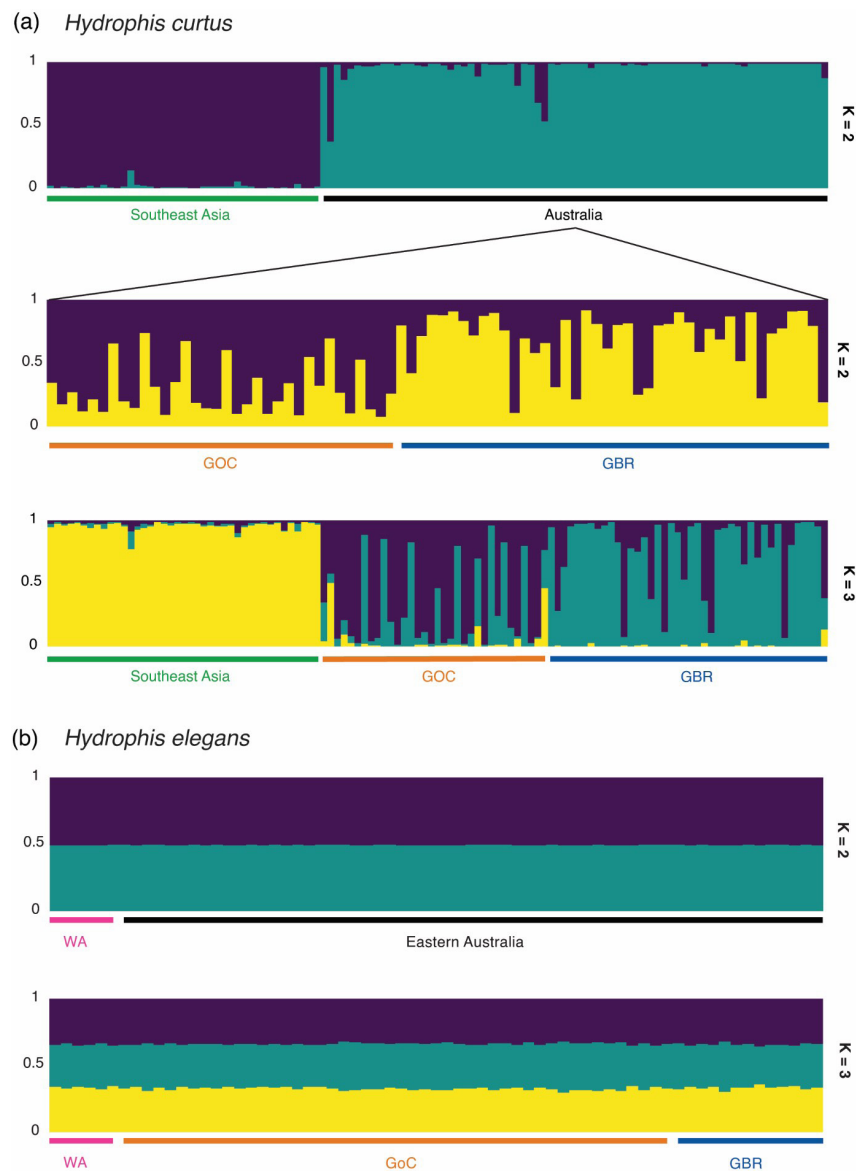 (a) Hydrophis curtus
1
0.5
0
K = 2
Southeast Asia
Australia
1
0.5
0
K = 2
GOC
GBR
1
0.5
0
K = 3
Southeast Asia
GOC
GBR
(b) Hydrophis elegans
1
0.5
0
K = 2
WA
Eastern Australia
1
0.5
0
K = 3
WA
GoC
GBR